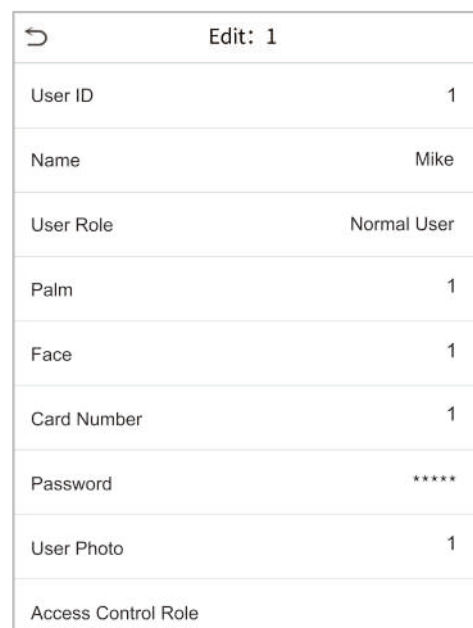 Edit: 1
User ID 1
Name Mike
User Role Normal User
Palm 1
Face 1
Card Number 1
Password *****
User Photo 1
Access Control Role